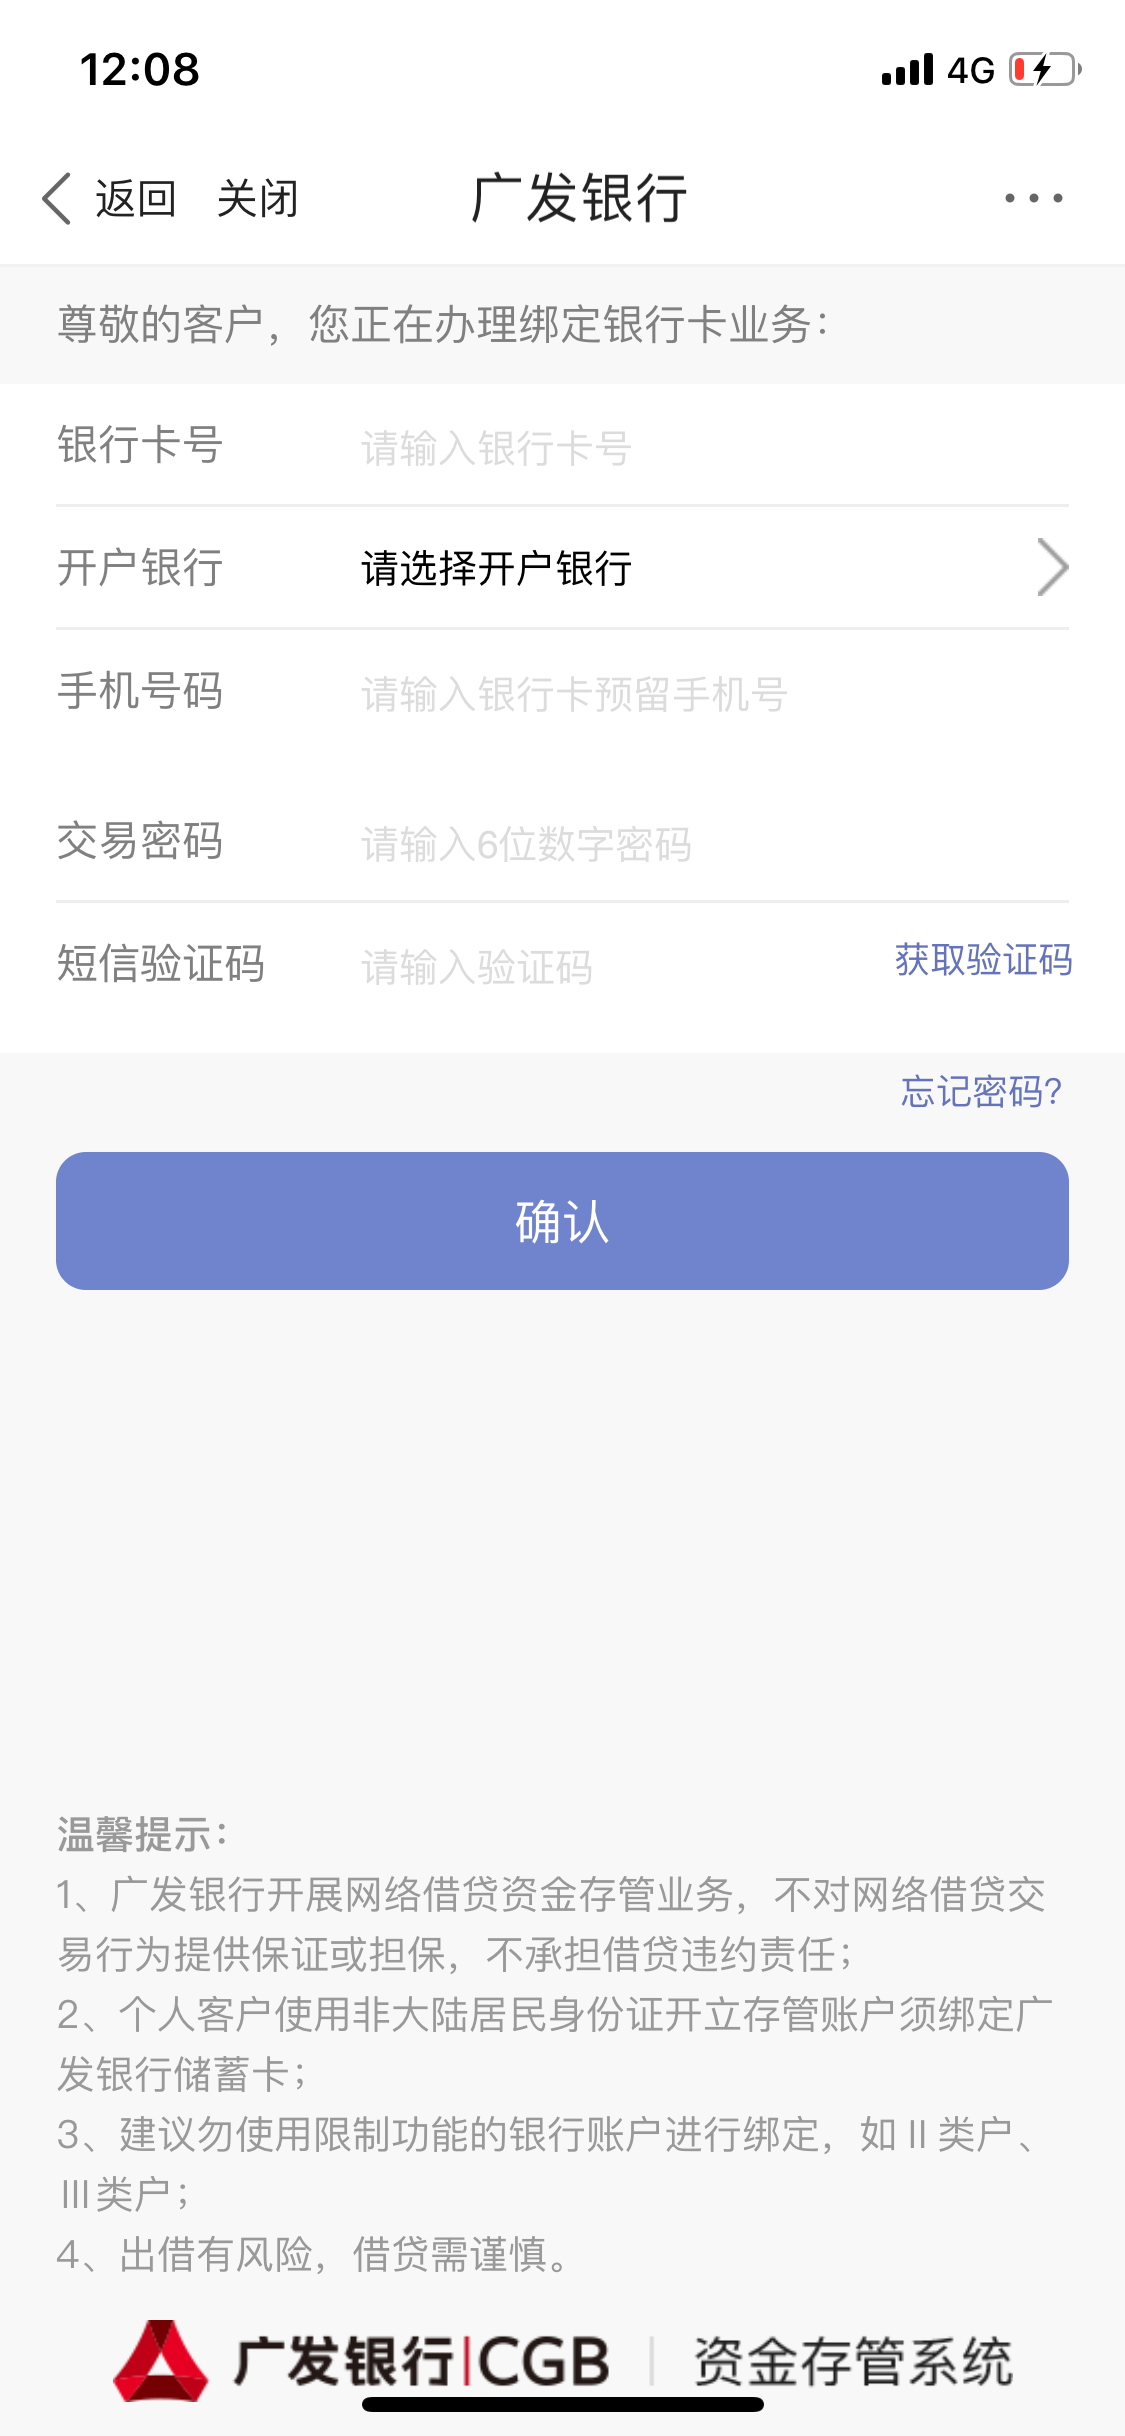 12:08
4G
返回 关闭 广发银行
尊敬的客户，您正在办理绑定银行卡业务：
银行卡号 请输入银行卡号
开户银行 请选择开户银行
手机号码 请输入银行卡预留手机号
交易密码 请输入6位数字密码
短信验证码 请输入验证码 获取验证码
忘记密码?
确认
温馨提示：
1、广发银行开展网络借贷资金存管业务，不对网络借贷交
易行为提供保证或担保，不承担借贷违约责任；
2、个人客户使用非大陆居民身份证开立存管账户须绑定广
发银行储蓄卡；
3、建议勿使用限制功能的银行账户进行绑定，如Ⅱ类户、
Ⅲ类户；
4、出借有风险，借贷需谨慎。
广发银行|CGB | 资金存管系统